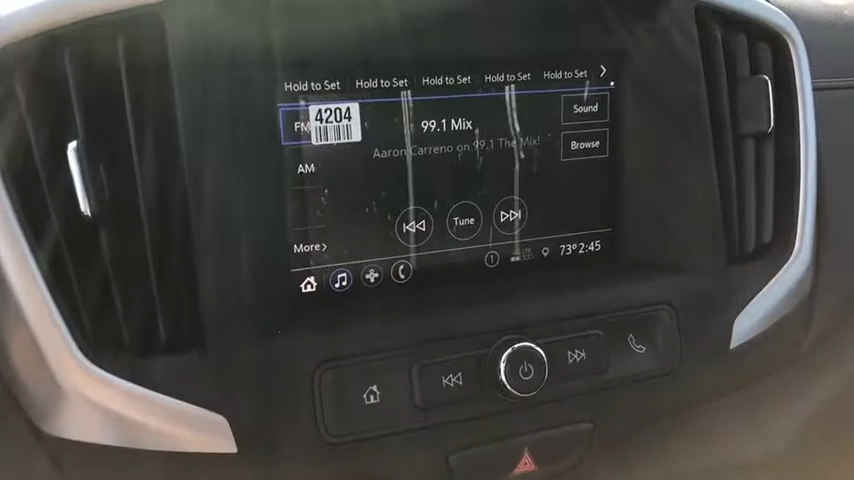 Hold to Set Hold to Set Hold to Set Hold to Set Hold to Set
FM
4204
99.1 Mix
Sound
Aaron Carreno on 99.1 The Mix!
Browse
AM
Tune
More
LTE
73° 2:45